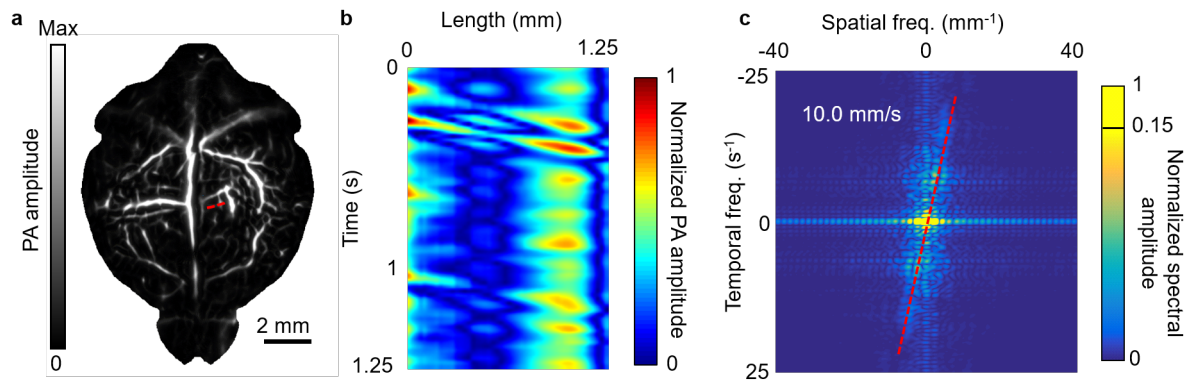 a
Max
PA amplitude
0
2 mm
b
Length (mm)
0
1.25
0
Time (s)
1
1.25
1
Normalized PA amplitude
0
c
Spatial freq. (mm-1)
-40
0
40
-25
Temporal freq. (s-1)
0
25
10.0 mm/s
1
0.15
Normalized spectral
amplitude
0